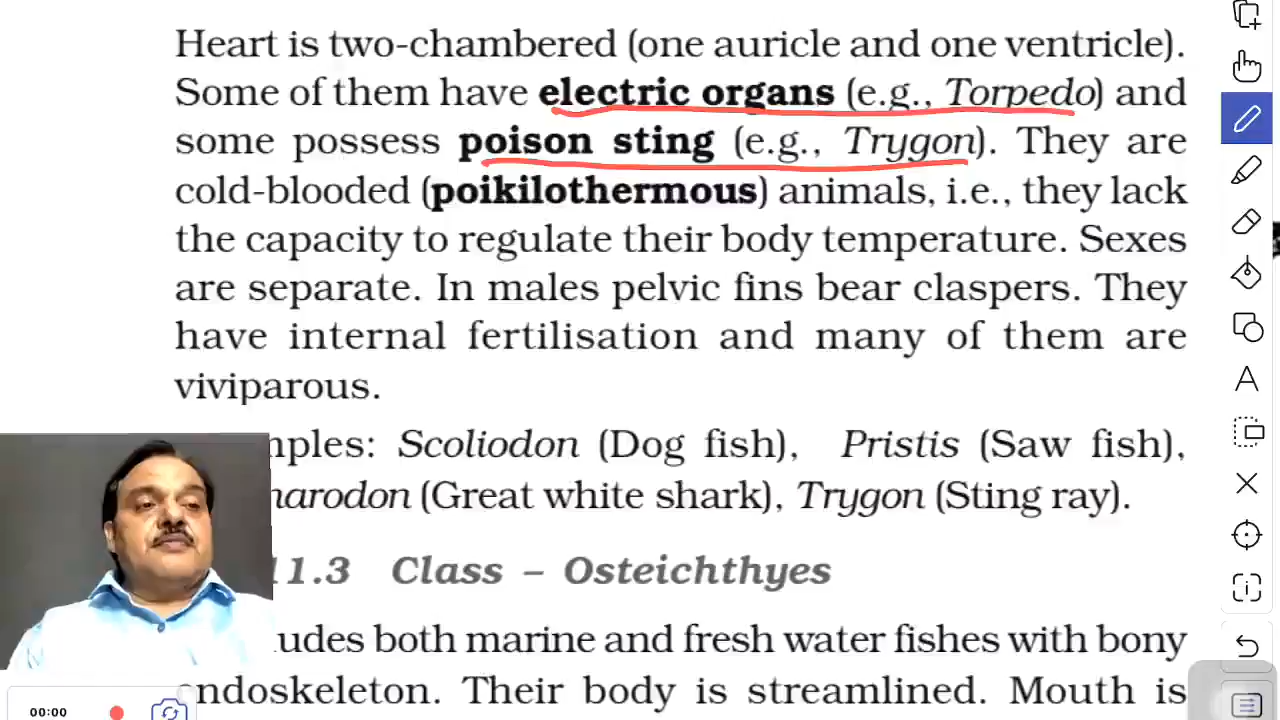 Heart is two-chambered (one auricle and one ventricle).
Some of them have electric organs (e.g., Torpedo) and
some possess poison sting (e.g., Trygon). They are
cold-blooded (poikilothermous) animals, i.e., they lack
the capacity to regulate their body temperature. Sexes
are separate. In males pelvic fins bear claspers. They
have internal fertilisation and many of them are
viviparous.
mples: Scoliodon (Dog fish), Pristis (Saw fish),
harodon (Great white shark), Trygon (Sting ray).
11.3 Class – Osteichthyes
ludes both marine and fresh water fishes with bony
endoskeleton. Their body is streamlined. Mouth is
00:00